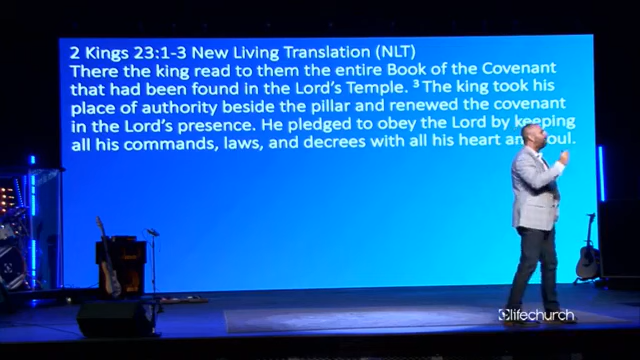 2 Kings 23:1-3 New Living Translation (NLT)
There the king read to them the entire Book of the Covenant
that had been found in the Lord's Temple. ³ The king took his
place of authority beside the pillar and renewed the covenant
in the Lord's presence. He pledged to obey the Lord by keeping
all his commands, laws, and decrees with all his heart and soul.
lifechurch